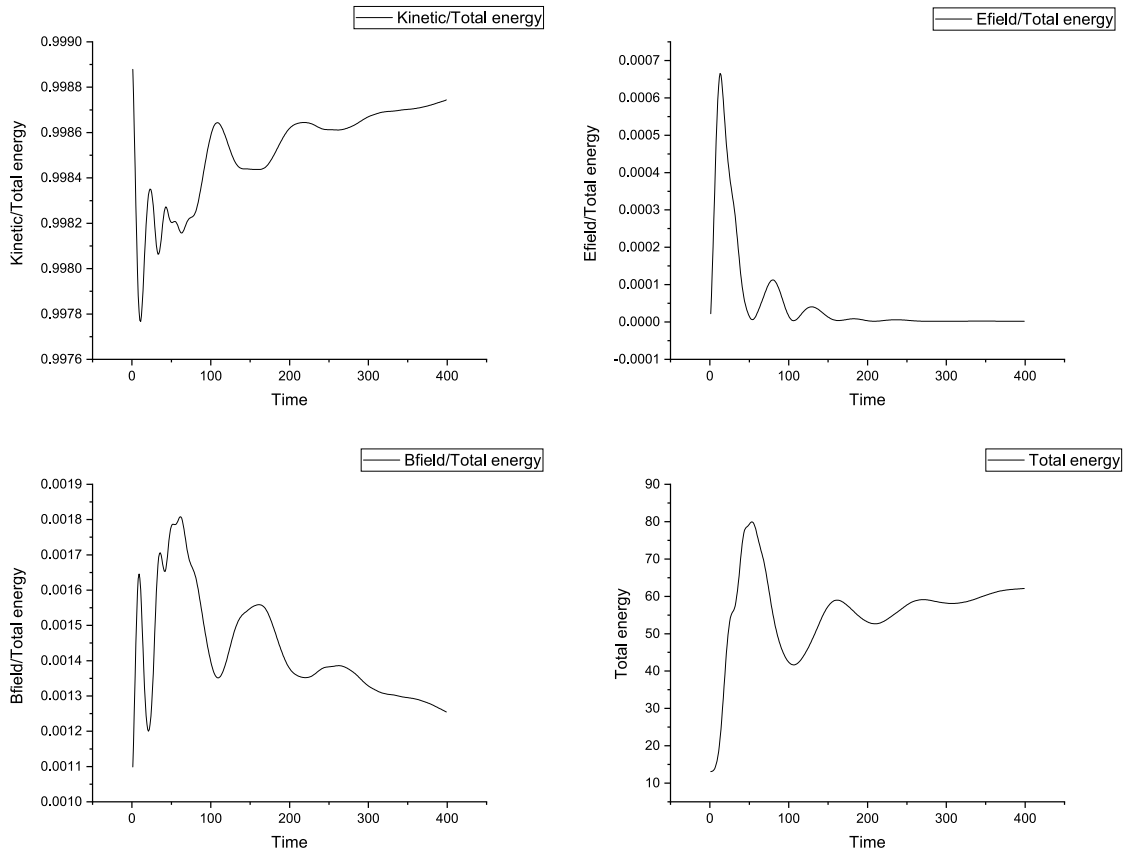 Kinetic/Total energy
0.9990
0.9988
0.9986
0.9984
0.9982
0.9980
0.9978
0.9976
Kinetic/Total energy
0 100 200 300 400
Time
Efield/Total energy
0.0007
0.0006
0.0005
0.0004
0.0003
0.0002
0.0001
0.0000
-0.0001
Efield/Total energy
0 100 200 300 400
Time
Bfield/Total energy
0.0019
0.0018
0.0017
0.0016
0.0015
0.0014
0.0013
0.0012
0.0011
0.0010
Bfield/Total energy
0 100 200 300 400
Time
Total energy
90
80
70
60
50
40
30
20
10
Total energy
0 100 200 300 400
Time